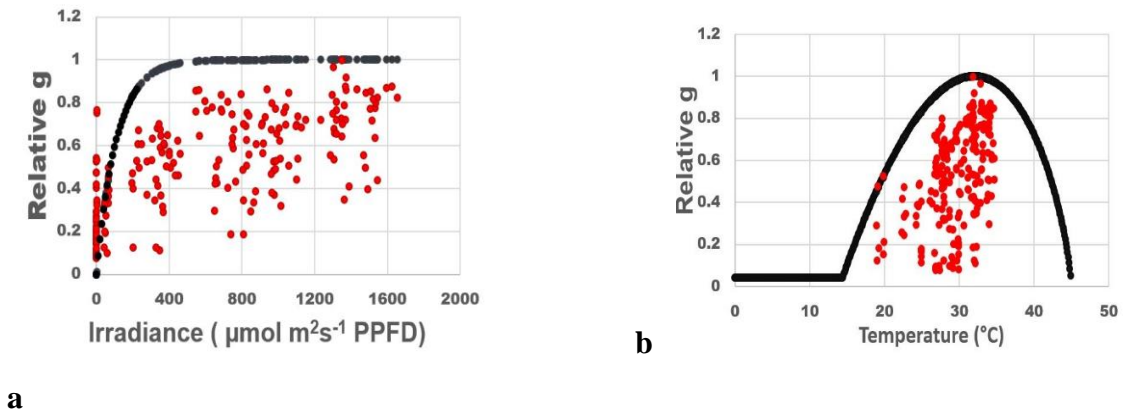 1.2
1
0.8
0.6
0.4
0.2
0
Relative g
0 400 800 1200 1600 2000
Irradiance ( µmol m²s⁻¹ PPFD)
a
1.2
1
0.8
0.6
0.4
0.2
0
Relative g
0 10 20 30 40 50
Temperature (°C)
b